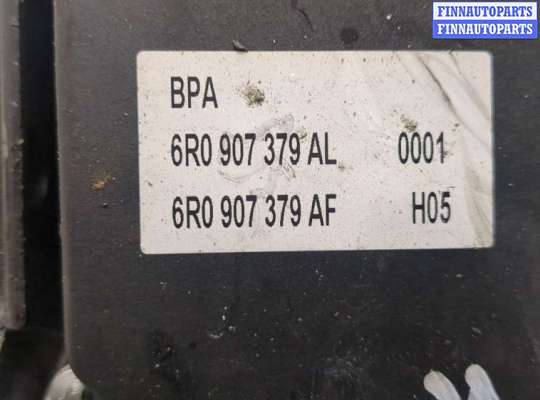 FINNAUTOPARTS
FINNAUTOPARTS
BPA
6R0 907 379 AL 0001
6R0 907 379 AF H05